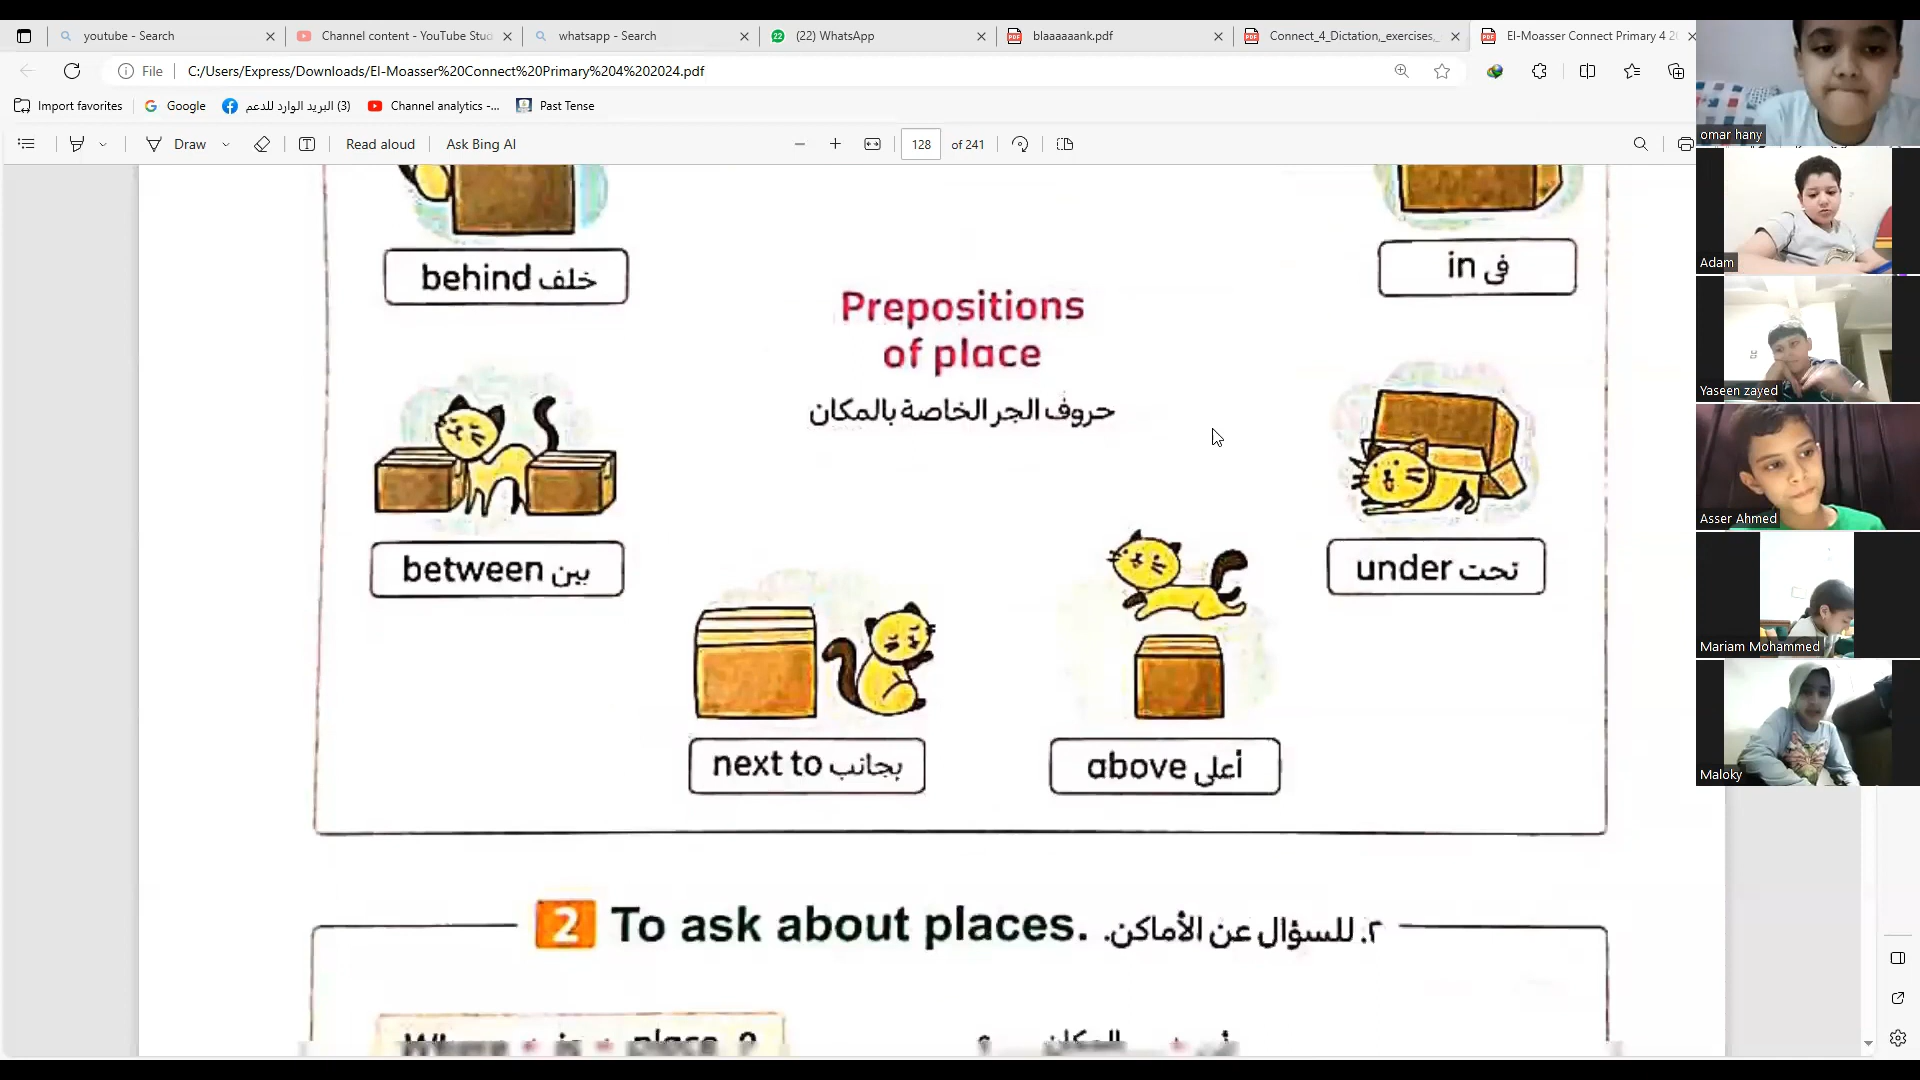 youtube - Search
Channel content - YouTube Stu
whatsapp - Search
(22) WhatsApp
blaaaaaank.pdf
Connect_4_Dictation,_exercises,_
El-Moasser Connect Primary 4 2
File
C:/Users/Express/Downloads/El-Moasser%20Connect%20Primary%204%202024.pdf
Import favorites
Google
(3) البريد الوارد للدعم
Channel analytics -...
Past Tense
Draw
Read aloud
Ask Bing AI
128
of 241
behind خلف
in فى
Prepositions
of place
حروف الجر الخاصة بالمكان
between بين
under تحت
next to بجانب
above أعلى
2 To ask about places. ٢. للسؤال عن الأماكن.
omar hany
Adam
Yaseen zayed
Asser Ahmed
Mariam Mohammed
Maloky